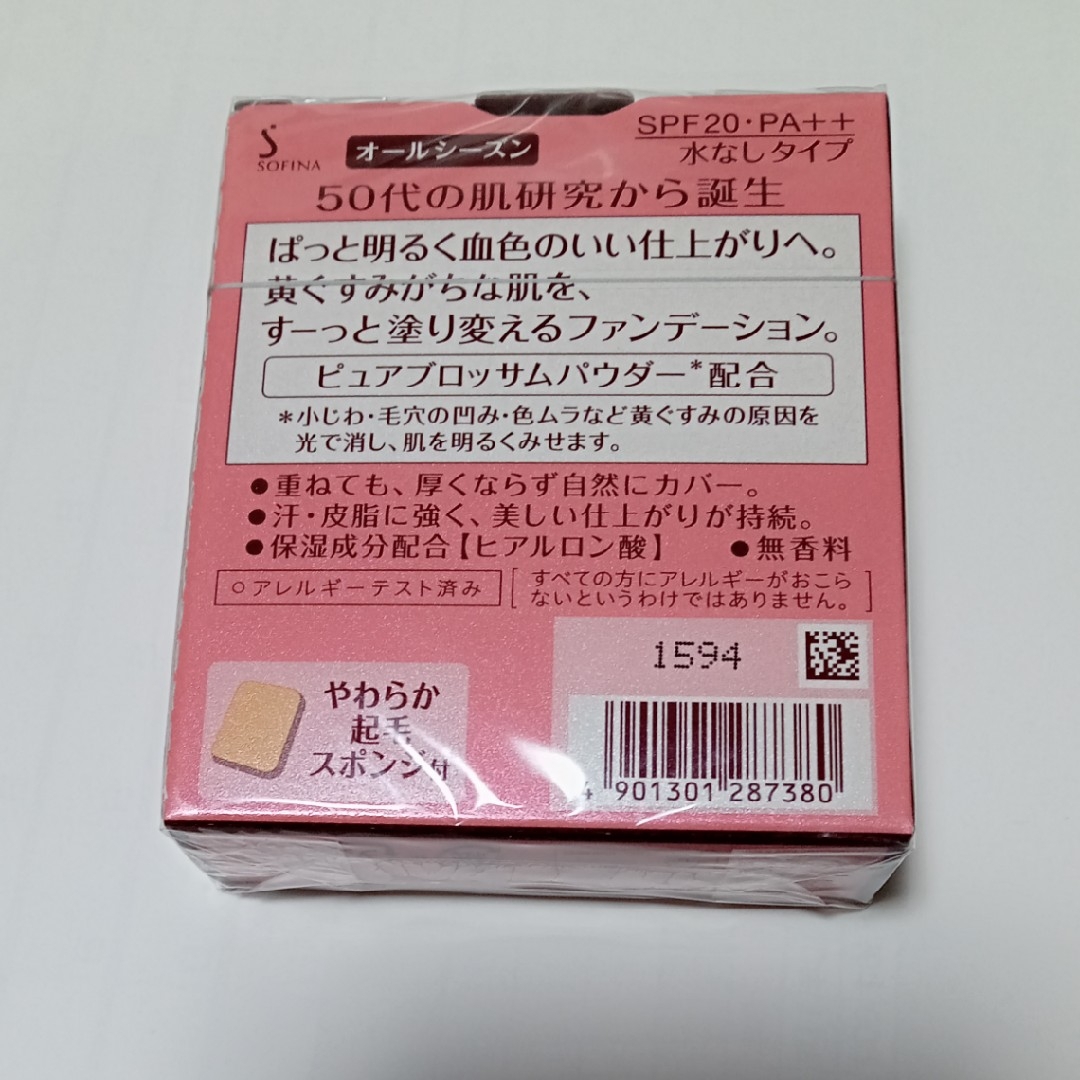 S
SOFINA
オールシーズン
SPF20・PA++
水なしタイプ
50代の肌研究から誕生
ぱっと明るく血色のいい仕上がりへ。
黄ぐすみがちな肌を、
すーっと塗り変えるファンデーション。
ピュアブロッサムパウダー*配合
*小じわ・毛穴の凹み・色ムラなど黄ぐすみの原因を
光で消し、肌を明るくみせます。
●重ねても、厚くならず自然にカバー。
●汗・皮脂に強く、美しい仕上がりが持続。
●保湿成分配合【ヒアルロン酸】 ●無香料
○アレルギーテスト済み
すべての方にアレルギーがおこら
ないというわけではありません。
1594
やわらか
起毛
スポンジ付
4 901301 287380